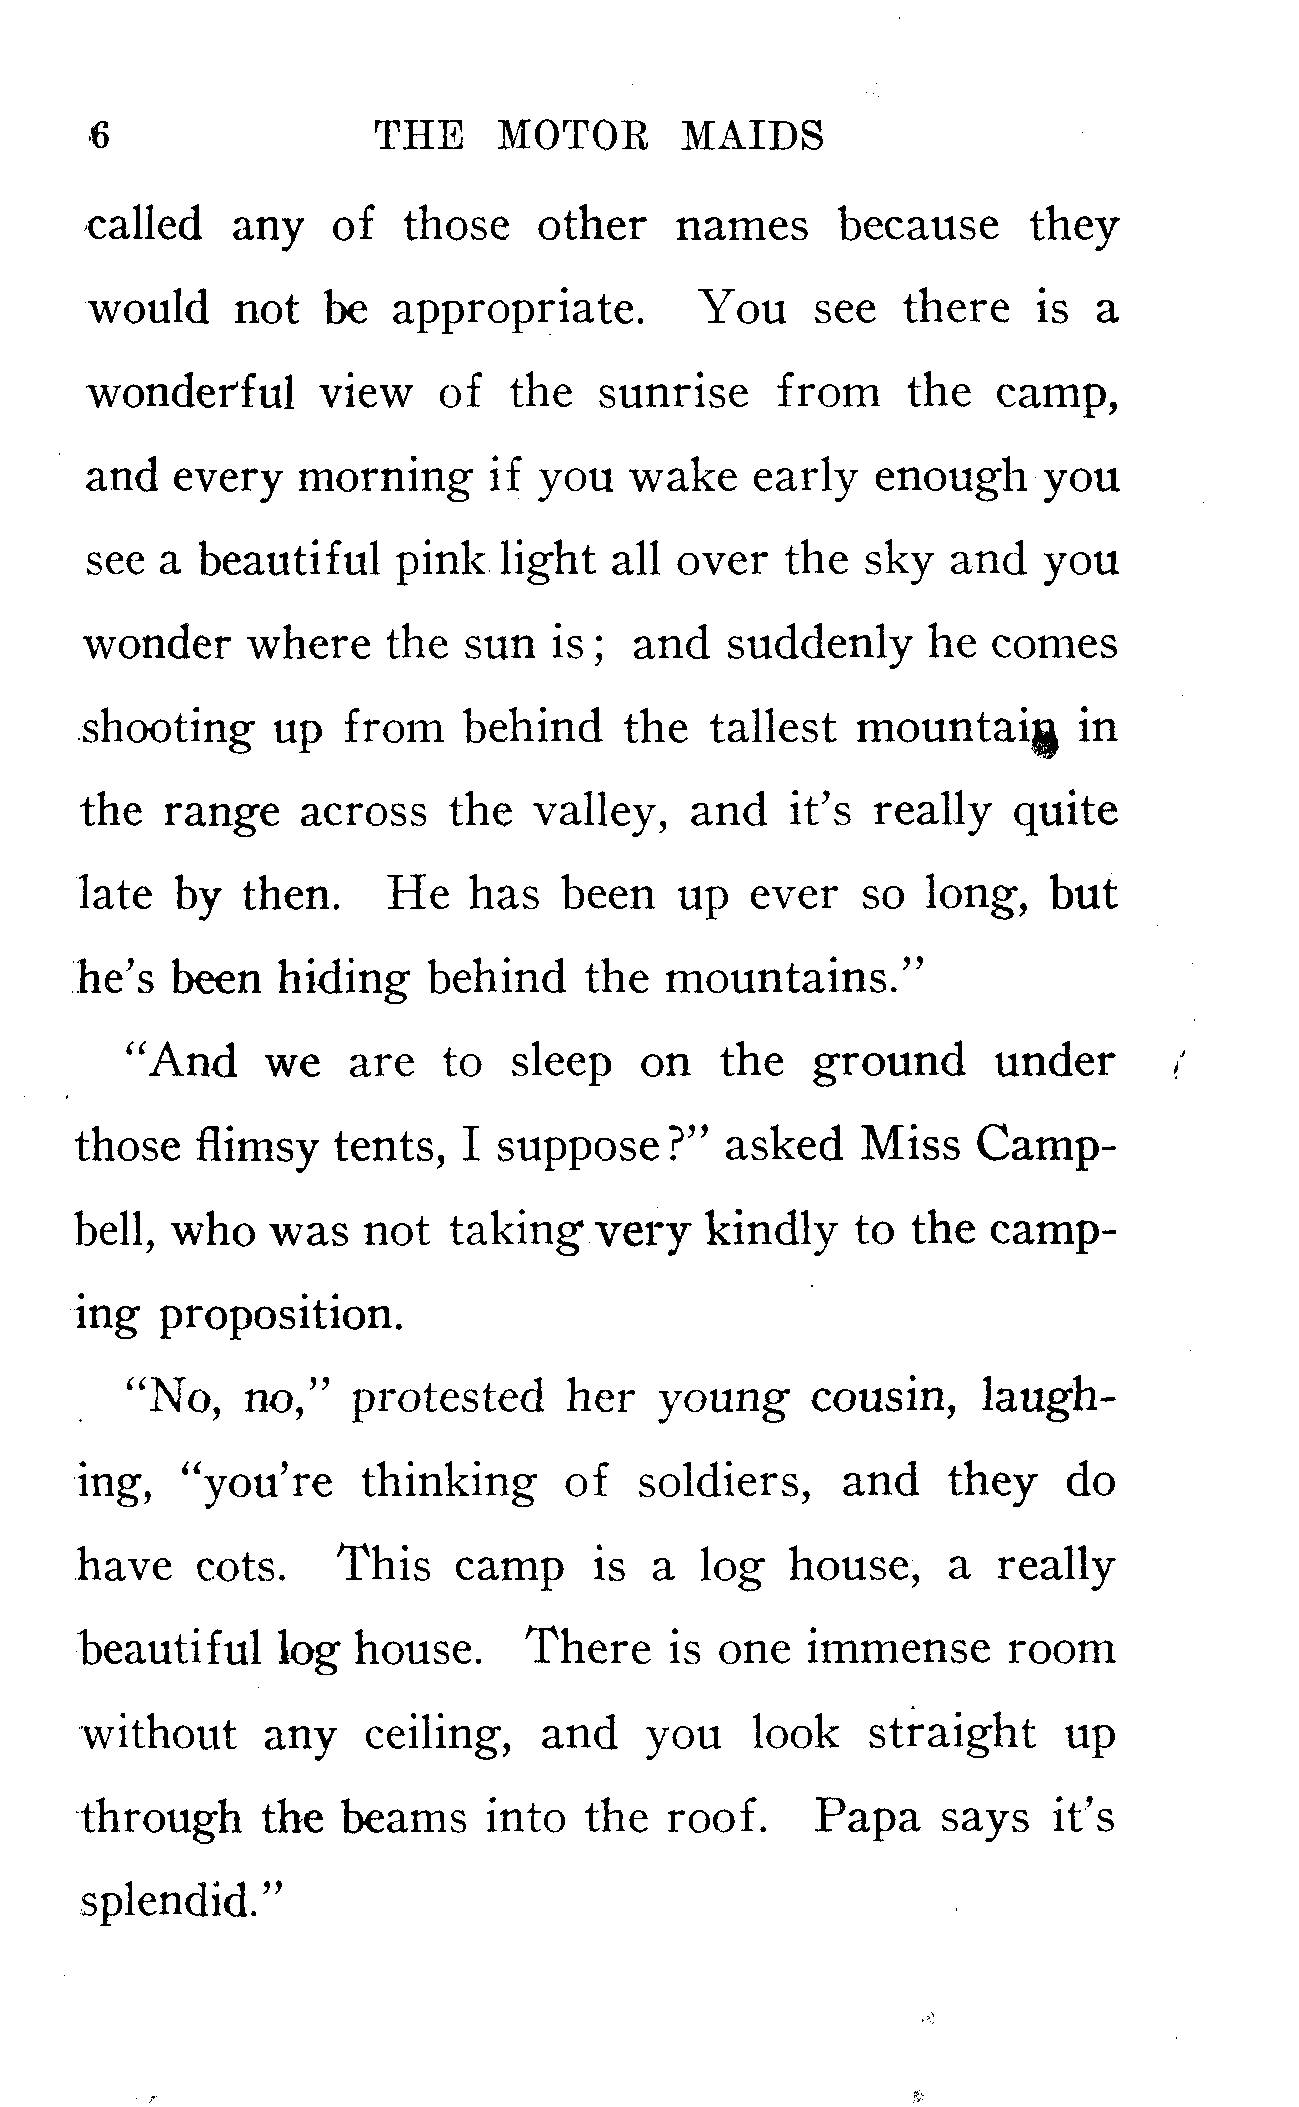 6 THE MOTOR MAIDS
called any of those other names because they
would not be appropriate. You see there is a
wonderful view of the sunrise from the camp,
and every morning if you wake early enough you
see a beautiful pink light all over the sky and you
wonder where the sun is; and suddenly he comes
shooting up from behind the tallest mountain in
the range across the valley, and it's really quite
late by then. He has been up ever so long, but
he's been hiding behind the mountains."
"And we are to sleep on the ground under
those flimsy tents, I suppose?" asked Miss Camp-
bell, who was not taking very kindly to the camp-
ing proposition.
"No, no," protested her young cousin, laugh-
ing, "you're thinking of soldiers, and they do
have cots. This camp is a log house, a really
beautiful log house. There is one immense room
without any ceiling, and you look straight up
through the beams into the roof. Papa says it's
splendid."